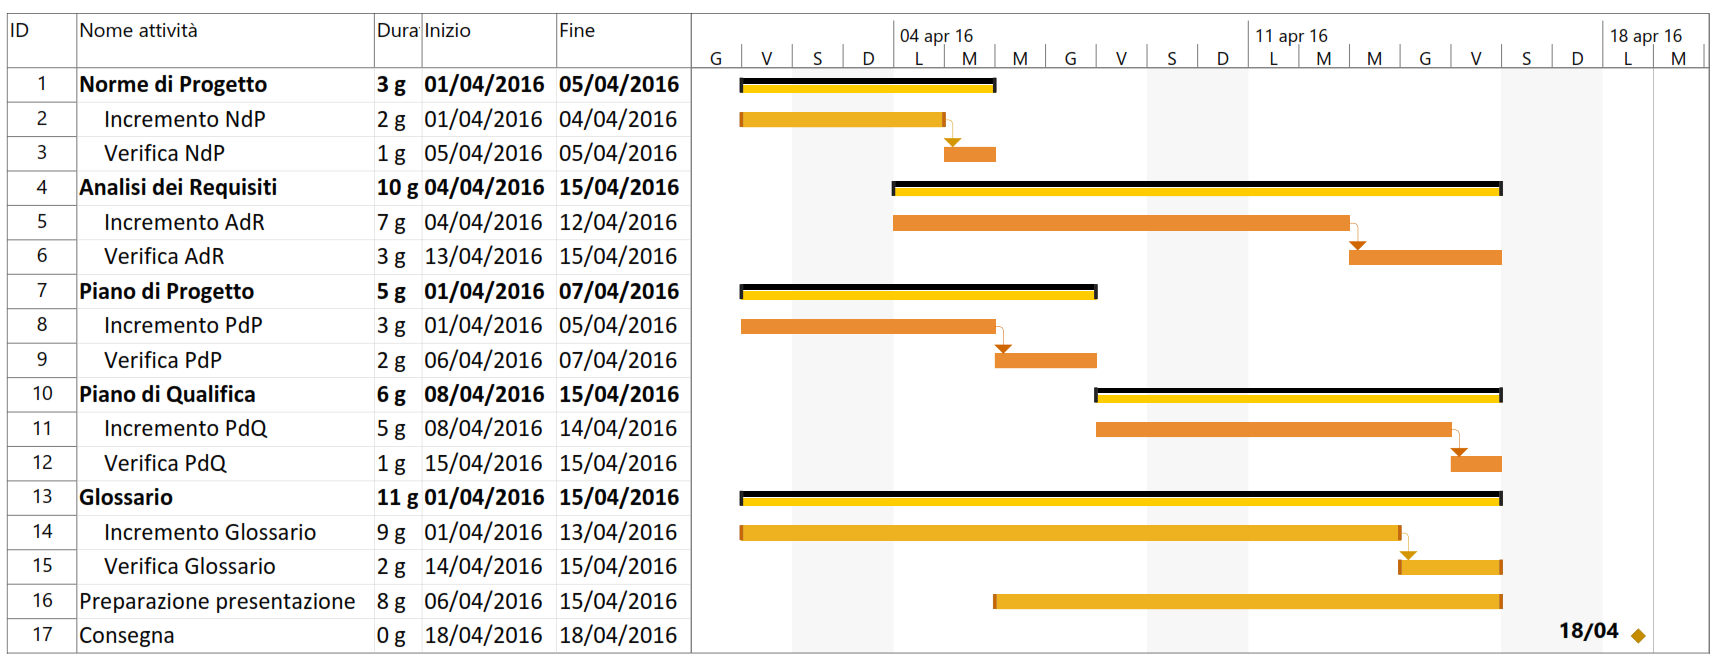 ID Nome attività Dura Inizio Fine 04 apr 16 11 apr 16 18 apr 16
G V S D L M M G V S D L M M G V S D L M
1 Norme di Progetto 3 g 01/04/2016 05/04/2016
2 Incremento NdP 2 g 01/04/2016 04/04/2016
3 Verifica NdP 1 g 05/04/2016 05/04/2016
4 Analisi dei Requisiti 10 g 04/04/2016 15/04/2016
5 Incremento AdR 7 g 04/04/2016 12/04/2016
6 Verifica AdR 3 g 13/04/2016 15/04/2016
7 Piano di Progetto 5 g 01/04/2016 07/04/2016
8 Incremento PdP 3 g 01/04/2016 05/04/2016
9 Verifica PdP 2 g 06/04/2016 07/04/2016
10 Piano di Qualifica 6 g 08/04/2016 15/04/2016
11 Incremento PdQ 5 g 08/04/2016 14/04/2016
12 Verifica PdQ 1 g 15/04/2016 15/04/2016
13 Glossario 11 g 01/04/2016 15/04/2016
14 Incremento Glossario 9 g 01/04/2016 13/04/2016
15 Verifica Glossario 2 g 14/04/2016 15/04/2016
16 Preparazione presentazione 8 g 06/04/2016 15/04/2016
17 Consegna 0 g 18/04/2016 18/04/2016 18/04